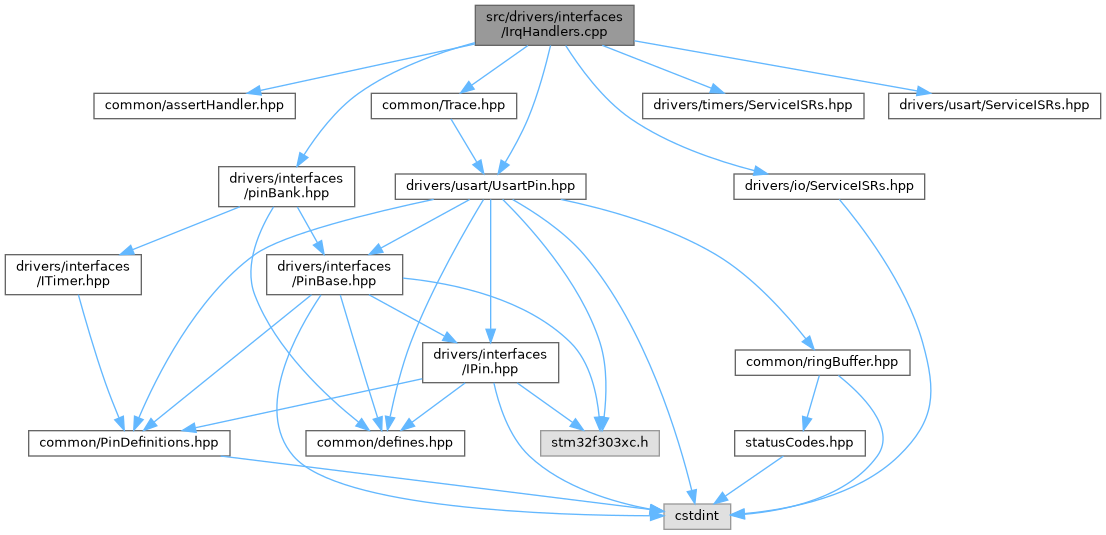 src/drivers/interfaces
/IrqHandlers.cpp
common/assertHandler.hpp
common/Trace.hpp
drivers/timers/ServiceISRs.hpp
drivers/usart/ServiceISRs.hpp
drivers/interfaces
/pinBank.hpp
drivers/usart/UsartPin.hpp
drivers/io/ServiceISRs.hpp
drivers/interfaces
/ITimer.hpp
drivers/interfaces
/PinBase.hpp
drivers/interfaces
/IPin.hpp
common/ringBuffer.hpp
common/PinDefinitions.hpp
common/defines.hpp
stm32f303xc.h
statusCodes.hpp
cstdint